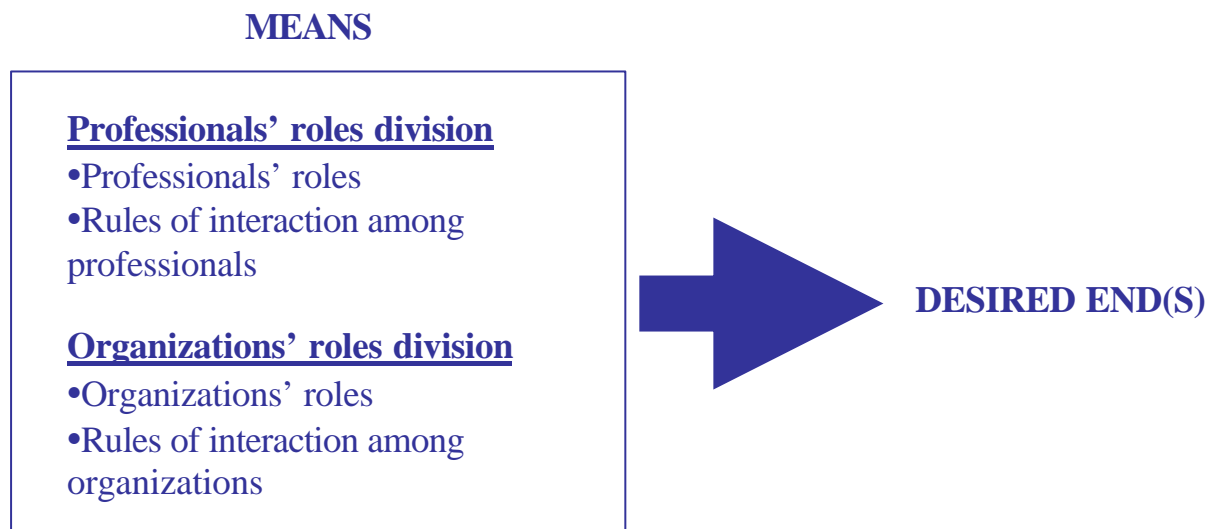 MEANS
Professionals’ roles division
•Professionals’ roles
•Rules of interaction among
professionals
Organizations’ roles division
•Organizations’ roles
•Rules of interaction among
organizations
DESIRED END(S)